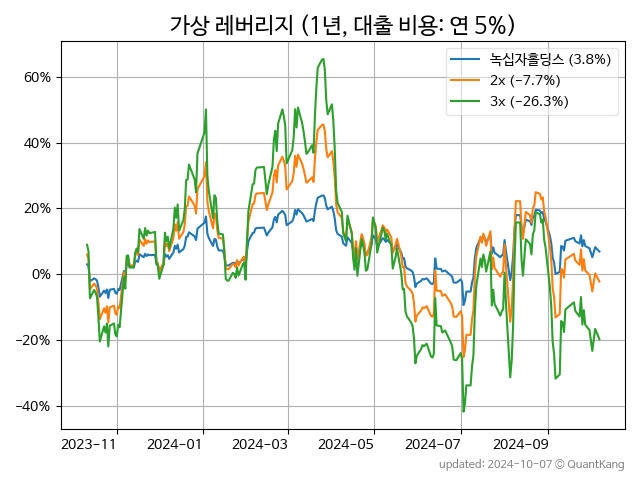 가상 레버리지 (1년, 대출 비용: 연 5%)
녹십자홀딩스 (3.8%)
2x (-7.7%)
3x (-26.3%)
60%
40%
20%
0%
-20%
-40%
2023-11
2024-01
2024-03
2024-05
2024-07
2024-09
updated: 2024-10-07 © QuantKang